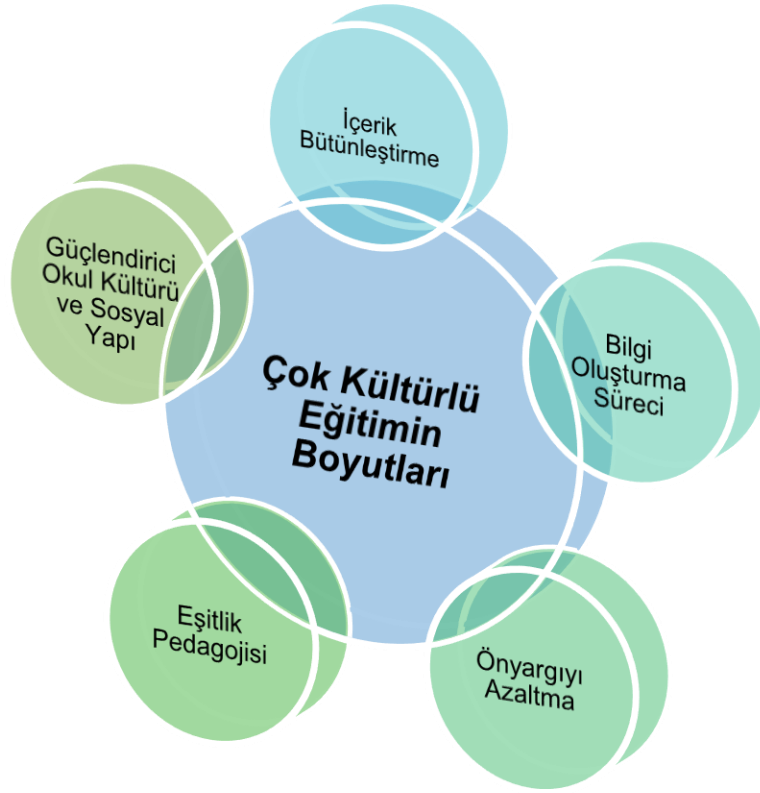 İçerik
Bütünleştirme
Güçlendirici
Okul Kültürü
ve Sosyal
Yapı
Bilgi
Oluşturma
Süreci
Çok Kültürlü
Eğitimin
Boyutları
Eşitlik
Pedagojisi
Önyargıyı
Azaltma